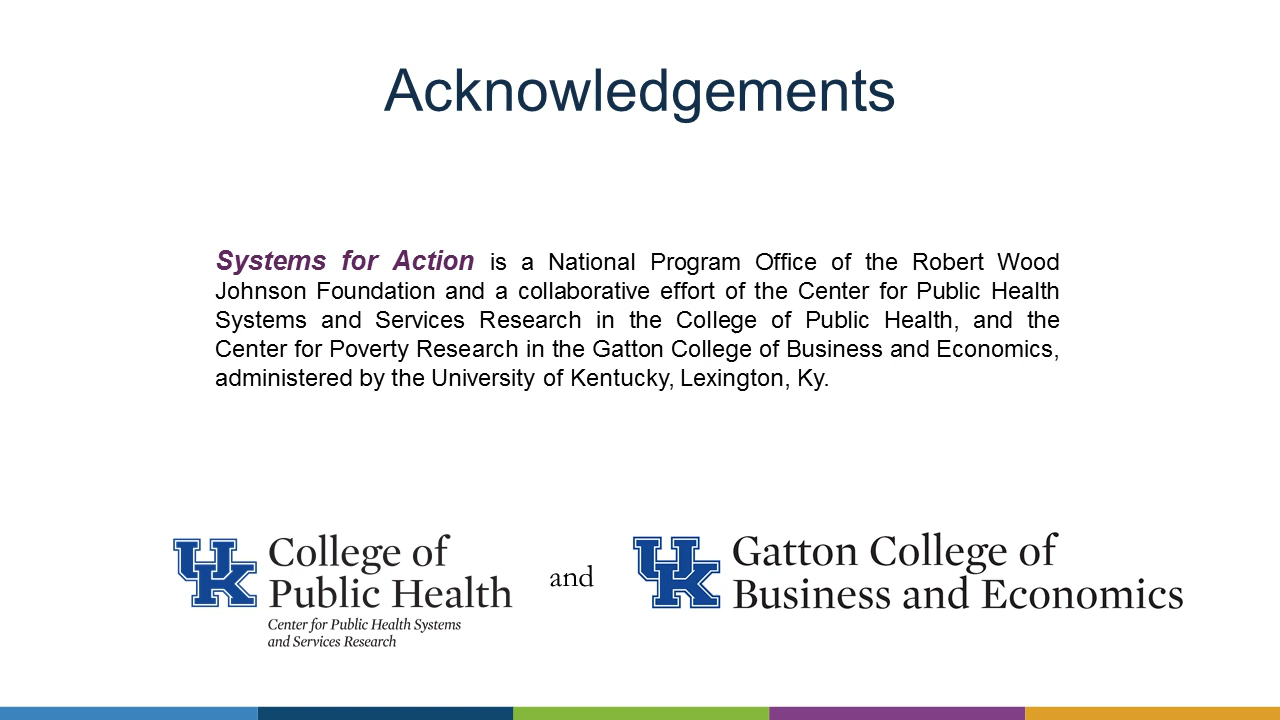 Acknowledgements
Systems for Action is a National Program Office of the Robert Wood
Johnson Foundation and a collaborative effort of the Center for Public Health
Systems and Services Research in the College of Public Health, and the
Center for Poverty Research in the Gatton College of Business and Economics,
administered by the University of Kentucky, Lexington, Ky.
UK
College of
Public Health
Center for Public Health Systems
and Services Research
and
UK
Gatton College of
Business and Economics